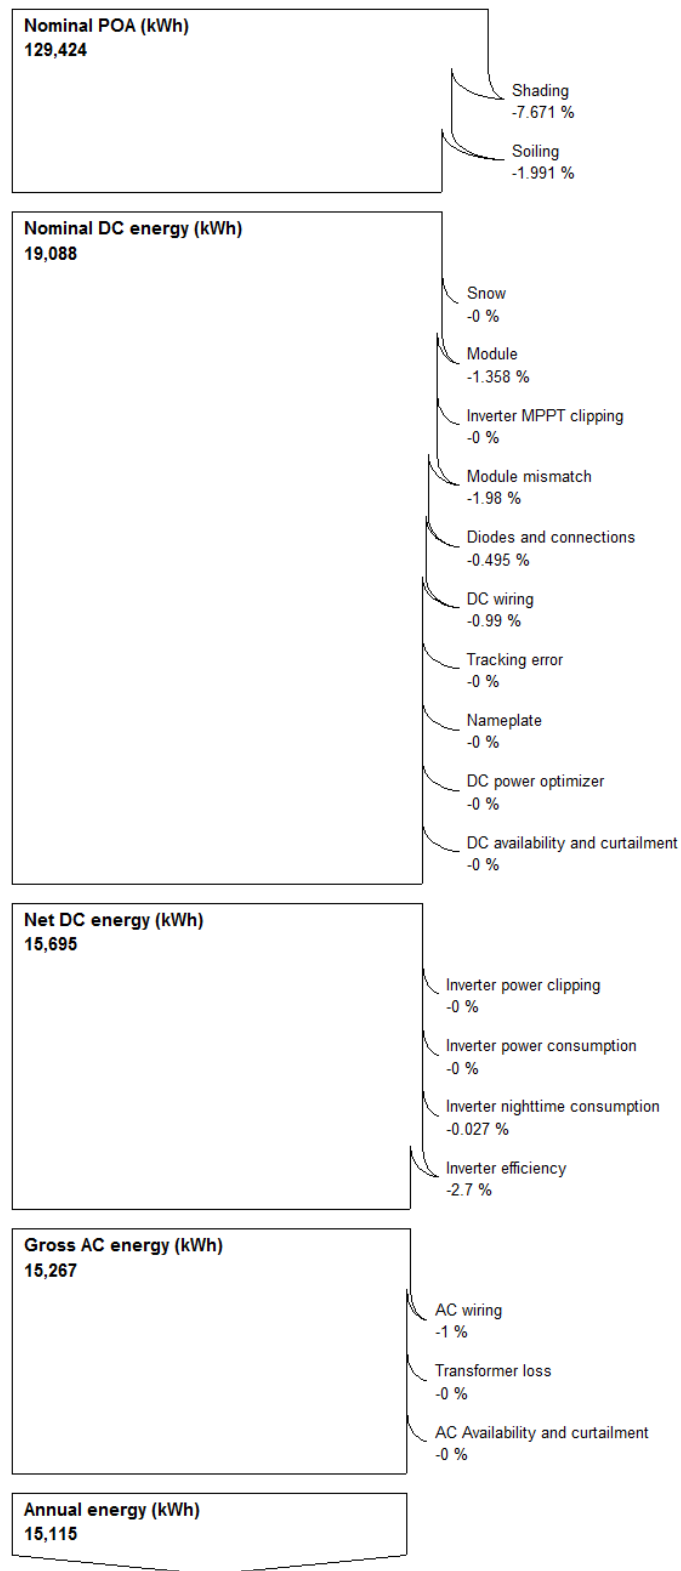 Nominal POA (kWh)
129,424
Shading
-7.671 %
Soiling
-1.991 %
Nominal DC energy (kWh)
19,088
Snow
-0 %
Module
-1.358 %
Inverter MPPT clipping
-0 %
Module mismatch
-1.98 %
Diodes and connections
-0.495 %
DC wiring
-0.99 %
Tracking error
-0 %
Nameplate
-0 %
DC power optimizer
-0 %
DC availability and curtailment
-0 %
Net DC energy (kWh)
15,695
Inverter power clipping
-0 %
Inverter power consumption
-0 %
Inverter nighttime consumption
-0.027 %
Inverter efficiency
-2.7 %
Gross AC energy (kWh)
15,267
AC wiring
-1 %
Transformer loss
-0 %
AC Availability and curtailment
-0 %
Annual energy (kWh)
15,115